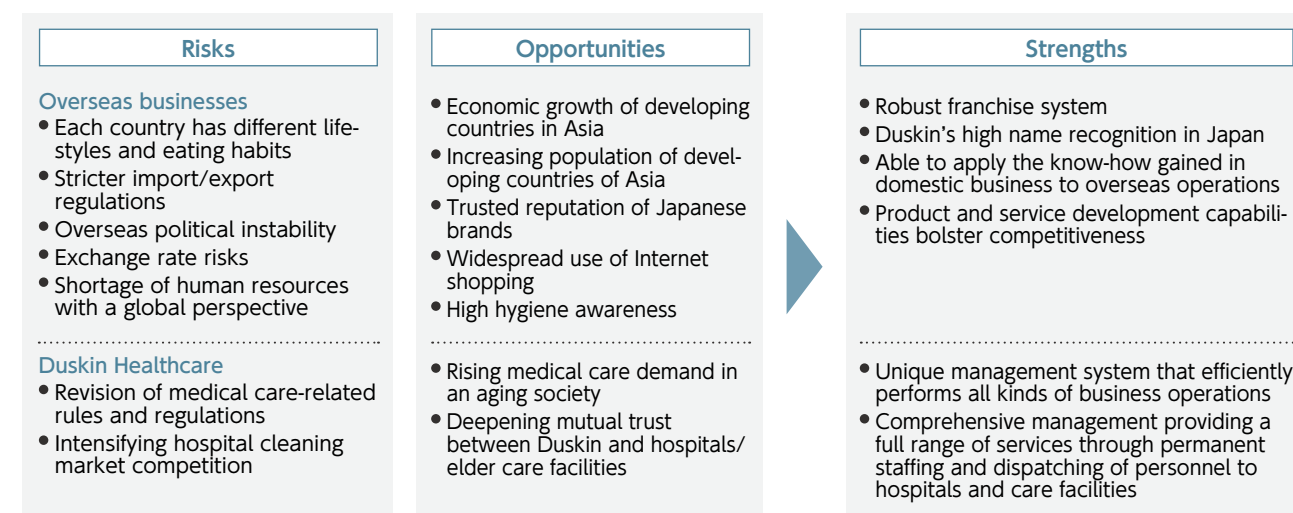 Risks
Overseas businesses
• Each country has different life-
styles and eating habits
• Stricter import/export
regulations
• Overseas political instability
• Exchange rate risks
• Shortage of human resources
with a global perspective
Duskin Healthcare
• Revision of medical care-related
rules and regulations
• Intensifying hospital cleaning
market competition
Opportunities
• Economic growth of developing
countries in Asia
• Increasing population of devel-
oping countries of Asia
• Trusted reputation of Japanese
brands
• Widespread use of Internet
shopping
• High hygiene awareness
• Rising medical care demand in
an aging society
• Deepening mutual trust
between Duskin and hospitals/
elder care facilities
Strengths
• Robust franchise system
• Duskin's high name recognition in Japan
• Able to apply the know-how gained in
domestic business to overseas operations
• Product and service development capabili-
ties bolster competitiveness
• Unique management system that efficiently
performs all kinds of business operations
• Comprehensive management providing a
full range of services through permanent
staffing and dispatching of personnel to
hospitals and care facilities